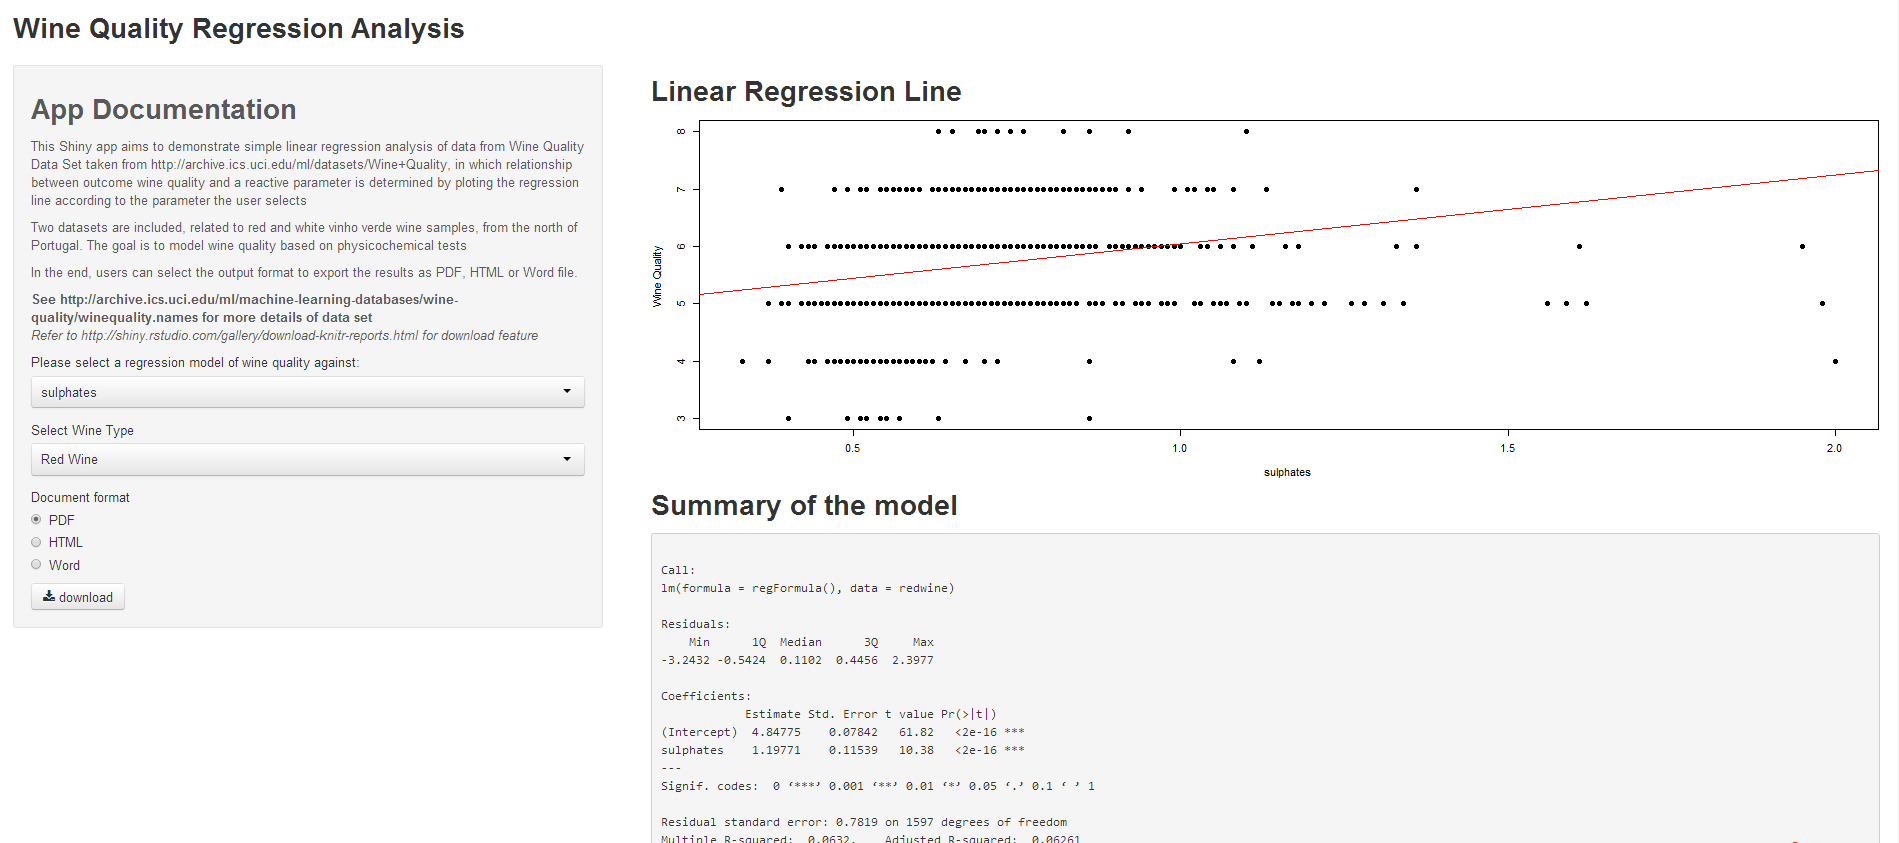 Wine Quality Regression Analysis
App Documentation
This Shiny app aims to demonstrate simple linear regression analysis of data from Wine Quality
Data Set taken from http://archive.ics.uci.edu/ml/datasets/Wine+Quality, in which relationship
between outcome wine quality and a reactive parameter is determined by ploting the regression
line according to the parameter the user selects
Two datasets are included, related to red and white vinho verde wine samples, from the north of
Portugal. The goal is to model wine quality based on physicochemical tests
In the end, users can select the output format to export the results as PDF, HTML or Word file.
See http://archive.ics.uci.edu/ml/machine-learning-databases/wine-
quality/winequality.names for more details of data set
Refer to http://shiny.rstudio.com/gallery/download-knitr-reports.html for download feature
Please select a regression model of wine quality against:
sulphates
Select Wine Type
Red Wine
Document format
PDF
HTML
Word
download
Linear Regression Line
Wine Quality
8
7
6
5
4
3
0.5 1.0 1.5 2.0
sulphates
Summary of the model
Call:
lm(formula = regFormula(), data = redwine)
Residuals:
Min 1Q Median 3Q Max
-3.2432 -0.5424 0.1102 0.4456 2.3977
Coefficients:
Estimate Std. Error t value Pr(>|t|)
(Intercept) 4.84775 0.07842 61.82 <2e-16 ***
sulphates 1.19771 0.11539 10.38 <2e-16 ***
---
Signif. codes: 0 ‘***’ 0.001 ‘**’ 0.01 ‘*’ 0.05 ‘.’ 0.1 ‘ ’ 1
Residual standard error: 0.7819 on 1597 degrees of freedom
Multiple R-squared: 0.0632, Adjusted R-squared: 0.06261